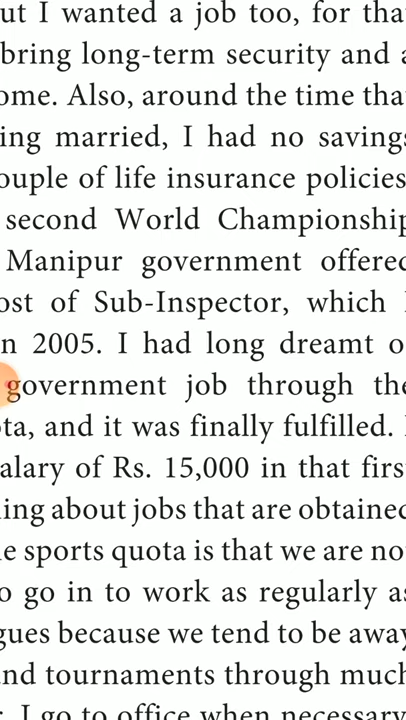 ut I wanted a job too, for tha
bring long-term security and a
ome. Also, around the time tha
ing married, I had no savings
ouple of life insurance policies
second World Championship
Manipur government offered
ost of Sub-Inspector, which I
n 2005. I had long dreamt o
government job through the
ota, and it was finally fulfilled. I
alary of Rs. 15,000 in that firs
ing about jobs that are obtained
e sports quota is that we are no
o go in to work as regularly as
gues because we tend to be away
nd tournaments through much
r. I go to office when necessary